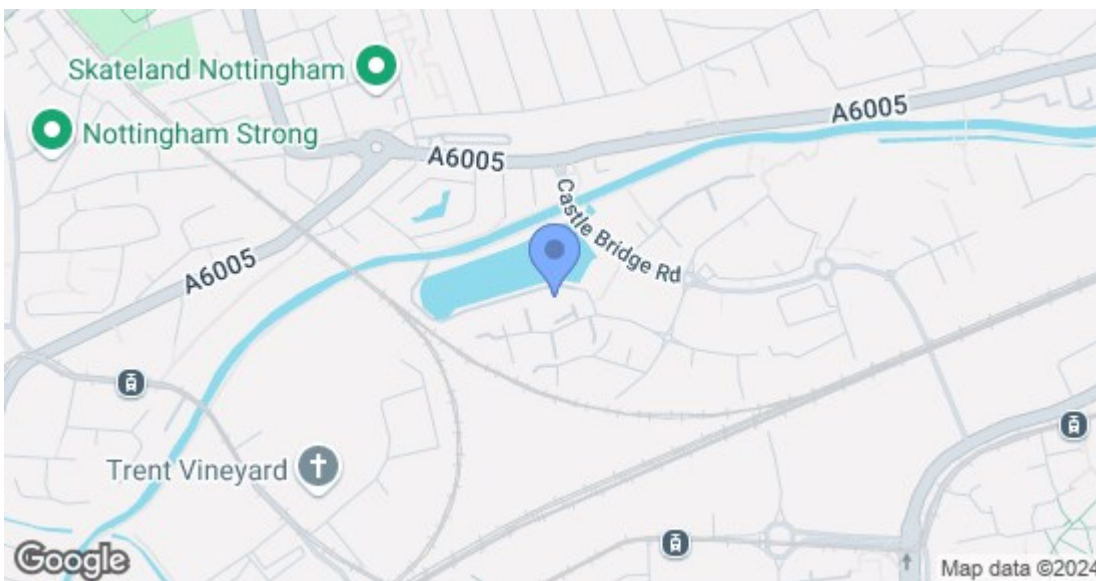 Skateland Nottingham
Nottingham Strong
A6005
A6005
Castle Bridge Rd
A6005
Trent Vineyard
Google
Map data ©2024